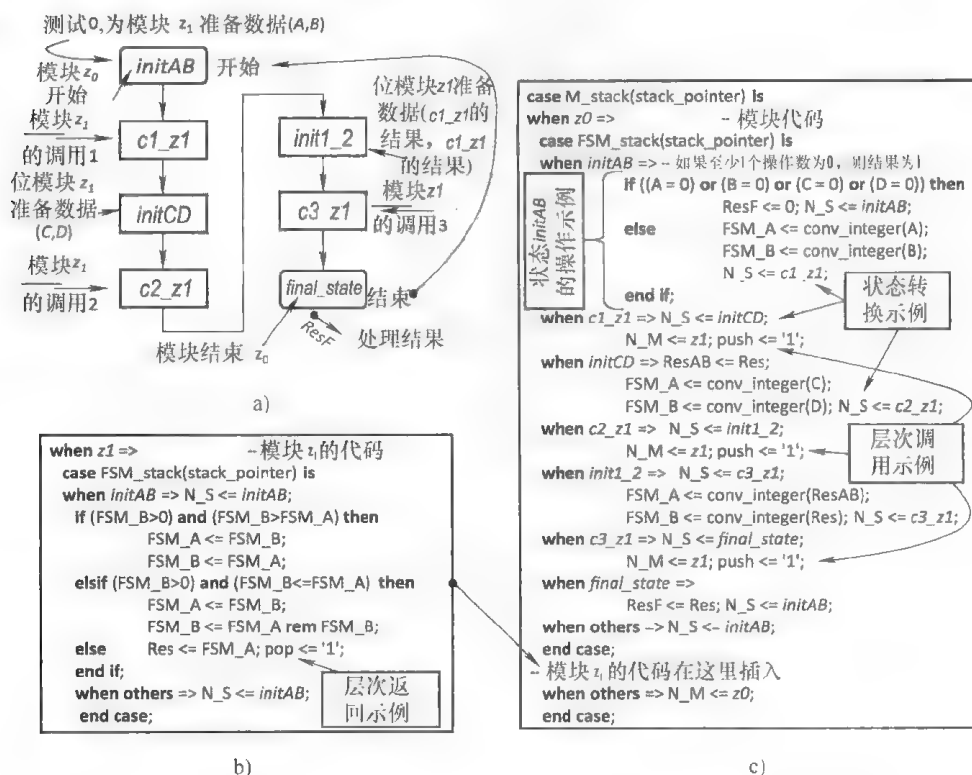 测试0,为模块 z₁ 准备数据(A,B)
模块z₀
开始
initAB 开始
模块z₁
的调用1
c1_z1
位模块 z₁
准备数据
(C,D)
initCD
模块z₁
的调用2
c2_z1
位模块z1准备
数据(c1_z1的
结果，c1_z1
的结果)
init1_2
模块z1
的调用3
c3_z1
final_state 结束
ResF
处理结果
模块结束 z₀
a)
when z1 => --模块z₁的代码
case FSM_stack(stack_pointer) is
when initAB => N_S <= initAB;
if (FSM_B>0) and (FSM_B>FSM_A) then
FSM_A <= FSM_B;
FSM_B <= FSM_A;
elsif (FSM_B>0) and (FSM_B<=FSM_A) then
FSM_A <= FSM_B;
FSM_B <= FSM_A rem FSM_B;
else Res <= FSM_A; pop <= '1';
end if;
when others => N_S <= initAB;
end case;
层次返
回示例
b)
case M_stack(stack_pointer) is
when z0 => -- 模块代码
case FSM_stack(stack_pointer) is
when initAB => -- 如果至少1个操作数为0，则结果为1
if ((A = 0) or (B = 0) or (C = 0) or (D = 0)) then
ResF <= 0; N_S <= initAB;
else FSM_A <= conv_integer(A);
FSM_B <= conv_integer(B);
N_S <= c1_z1;
end if;
状态initAB
的操作示例
when c1_z1 => N_S <= initCD;
N_M <= z1; push <= '1';
状态转
换示例
when initCD => ResAB <= Res;
FSM_A <= conv_integer(C);
FSM_B <= conv_integer(D); N_S <= c2_z1;
when c2_z1 => N_S <= init1_2;
N_M <= z1; push <= '1';
层次调
用示例
when init1_2 => N_S <= c3_z1;
FSM_A <= conv_integer(ResAB);
FSM_B <= conv_integer(Res); N_S <= c3_z1;
when c3_z1 => N_S <= final_state;
N_M <= z1; push <= '1';
when final_state =>
ResF <= Res; N_S <= initAB;
when others => N_S <= initAB;
end case;
-- 模块z₁的代码在这里插入
when others => N_M <= z0;
end case;
c)